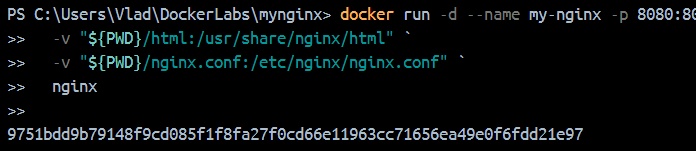 PS C:\Users\Vlad\DockerLabs\mynginx> docker run -d --name my-nginx -p 8080:80
>>   -v "${PWD}/html:/usr/share/nginx/html" `
>>   -v "${PWD}/nginx.conf:/etc/nginx/nginx.conf" `
>>   nginx
>>
9751bdd9b79148f9cd085f1f8fa27f0cd66e11963cc71656ea49e0f6fdd21e97